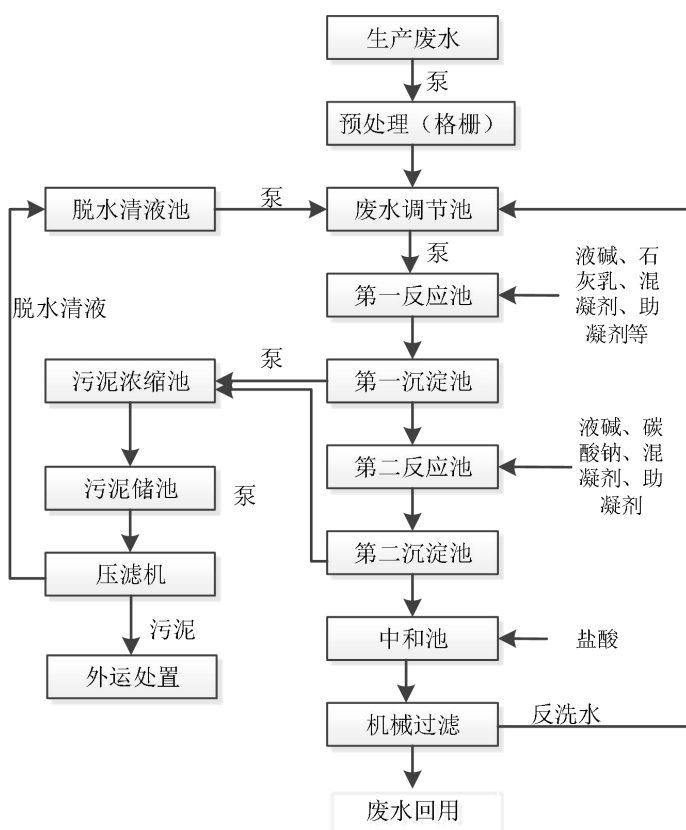 生产废水
泵
预处理（格栅）
脱水清液池
泵
废水调节池
泵
液碱、石
灰乳、混
凝剂、助
凝剂等
第一反应池
脱水清液
泵
污泥浓缩池
第一沉淀池
液碱、碳
酸钠、混
凝剂、助
凝剂
第二反应池
污泥储池
泵
第二沉淀池
压滤机
污泥
中和池
盐酸
外运处置
机械过滤
反洗水
废水回用